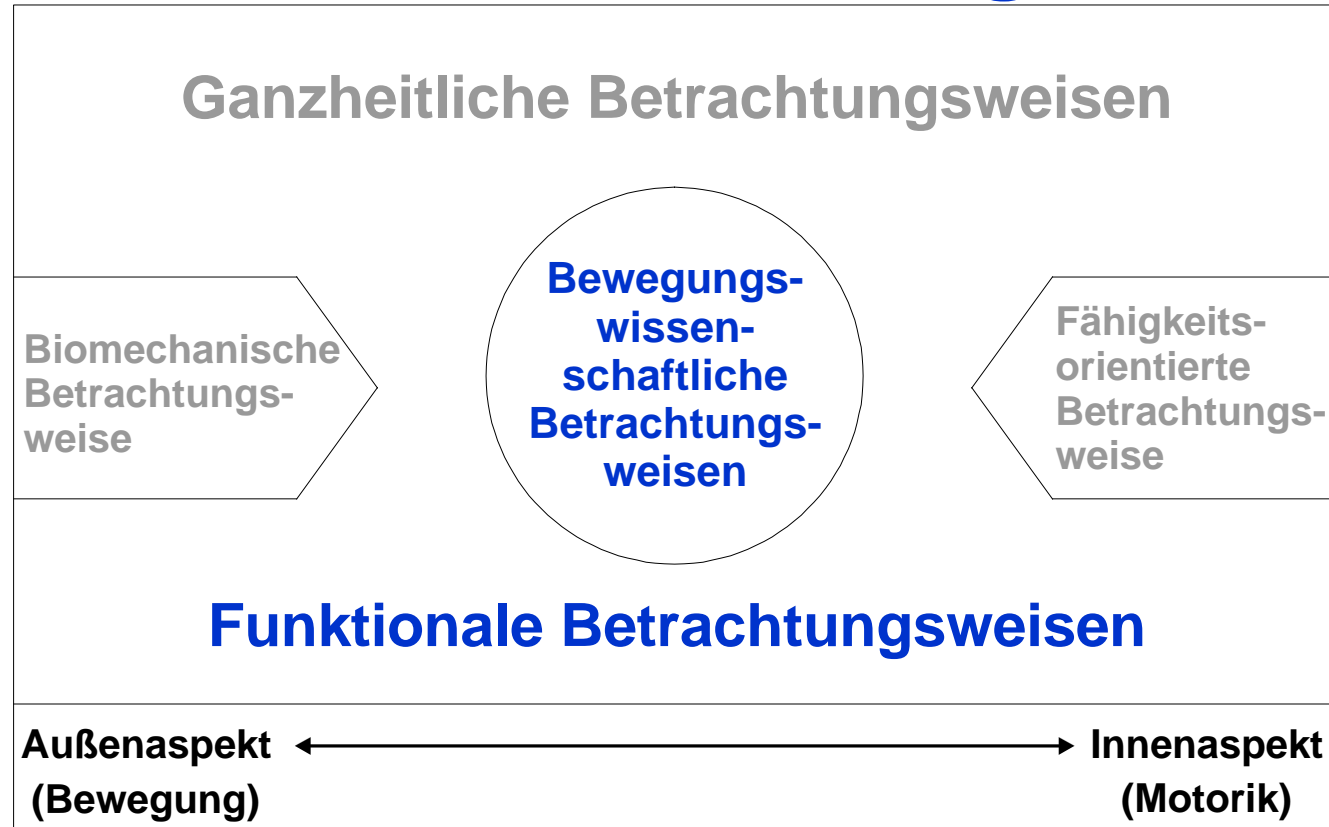 Ganzheitliche Betrachtungsweisen
Biomechanische
Betrachtungs-
weise
Bewegungs-
wissen-
schaftliche
Betrachtungs-
weisen
Fähigkeits-
orientierte
Betrachtungs-
weise
Funktionale Betrachtungsweisen
Außenaspekt
(Bewegung)
Innenaspekt
(Motorik)